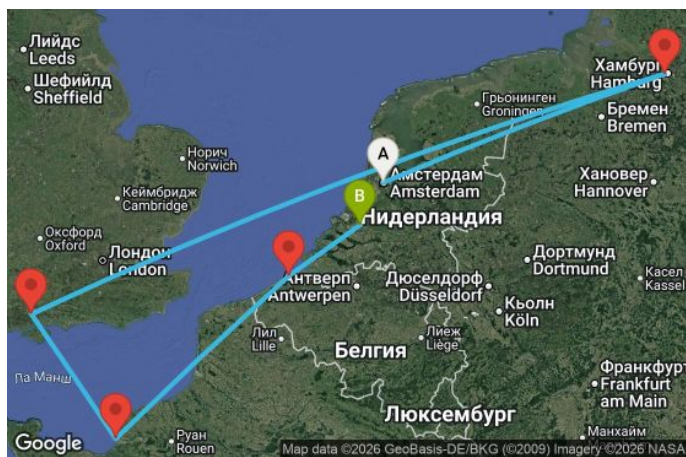 Лийдс
Leeds
Шефийлд
Sheffield
Хамбург
Hamburg
Грьонинген
Groningen
Бремен
Bremen
Норич
Norwich
A
Амстердам
Amsterdam
Хановер
Hannover
Кеймбридж
Cambridge
B
Нидерландия
Оксфорд
Oxford
Лондон
London
Дортмунд
Dortmund
Антверп
Antwerpen
Дюселдорф
Düsseldorf
Касел
Kassel
Кьолн
Köln
Лил
Lille
Лиеж
Liège
Белгия
Ла Манш
Франкфурт
Frankfurt
am Main
Люксембург
Руан
Rouen
Манхайм
Google
Map data ©2026 GeoBasis-DE/BKG (©2009) Imagery ©2026 NASA